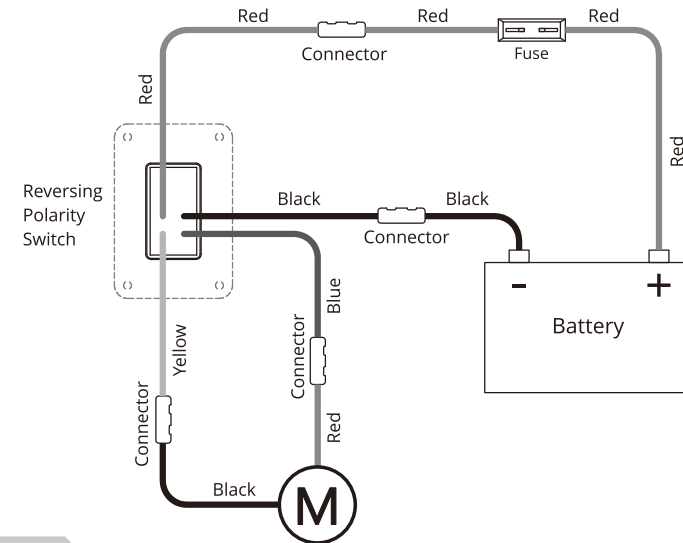 Red
Red
Red
Connector
Fuse
Red
Red
Reversing
Polarity
Switch
Black
Black
Connector
-
+
Battery
Blue
Yellow
Connector
Connector
Red
Black
M